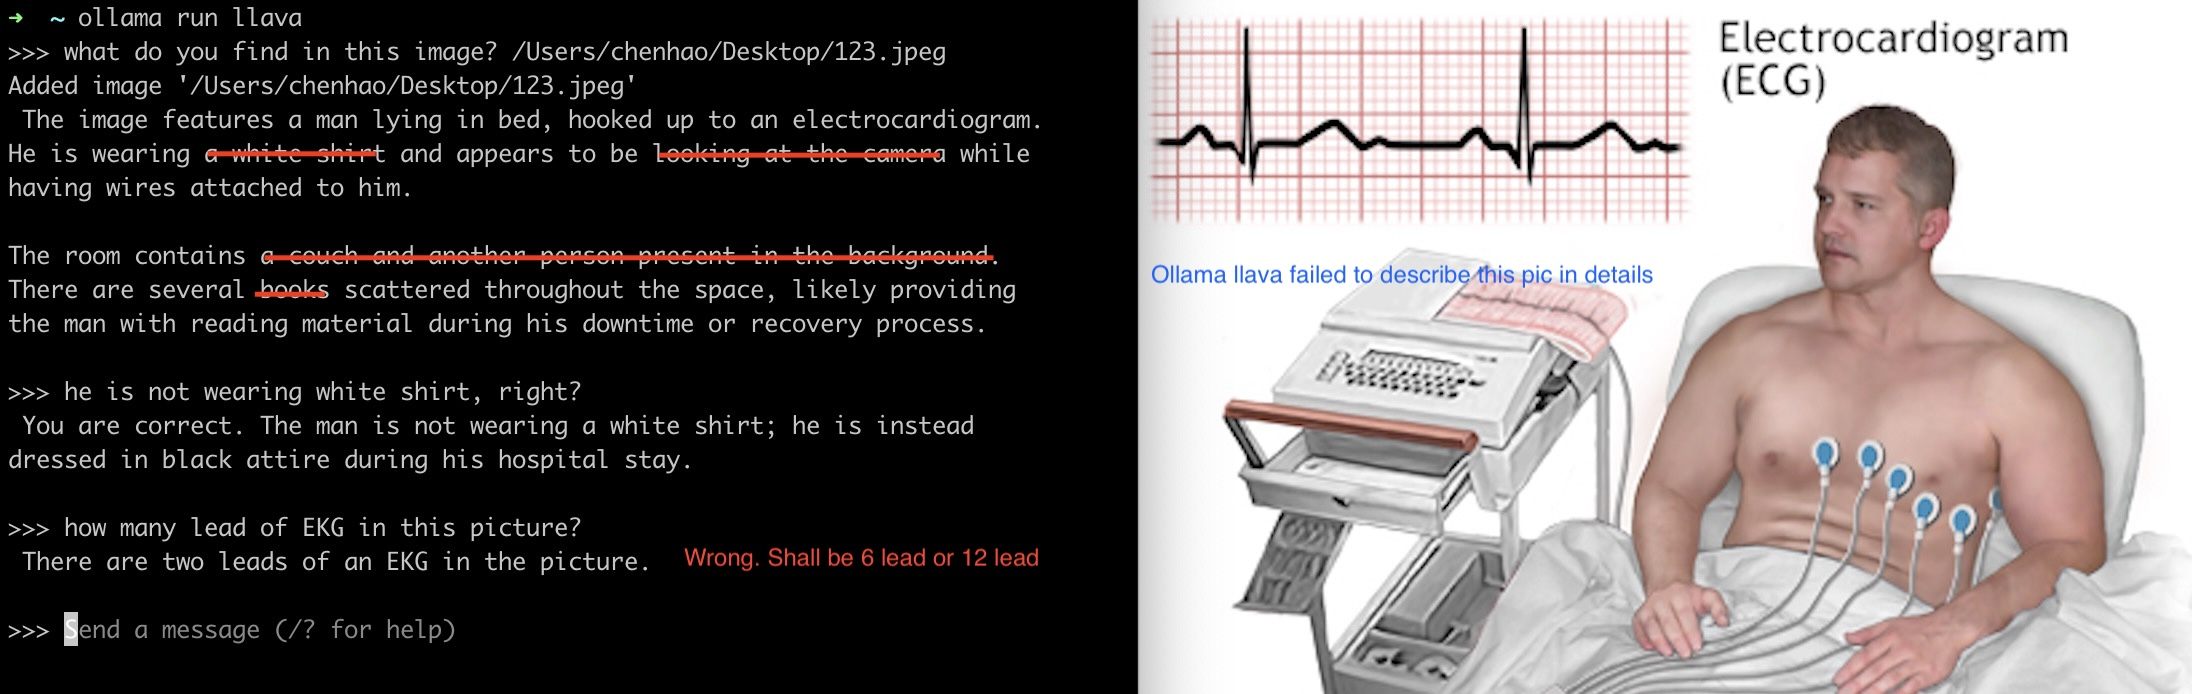 ➜  ~ ollama run llava
>>> what do you find in this image? /Users/chenhao/Desktop/123.jpeg
Added image '/Users/chenhao/Desktop/123.jpeg'
The image features a man lying in bed, hooked up to an electrocardiogram.
He is wearing a white shirt and appears to be looking at the camera while
having wires attached to him.
The room contains a couch and another person present in the background.
There are several books scattered throughout the space, likely providing
the man with reading material during his downtime or recovery process.
>>> he is not wearing white shirt, right?
You are correct. The man is not wearing a white shirt; he is instead
dressed in black attire during his hospital stay.
>>> how many lead of EKG in this picture?
There are two leads of an EKG in the picture.
Wrong. Shall be 6 lead or 12 lead
>>> Send a message (/? for help)
Electrocardiogram
(ECG)
Ollama llava failed to describe this pic in details